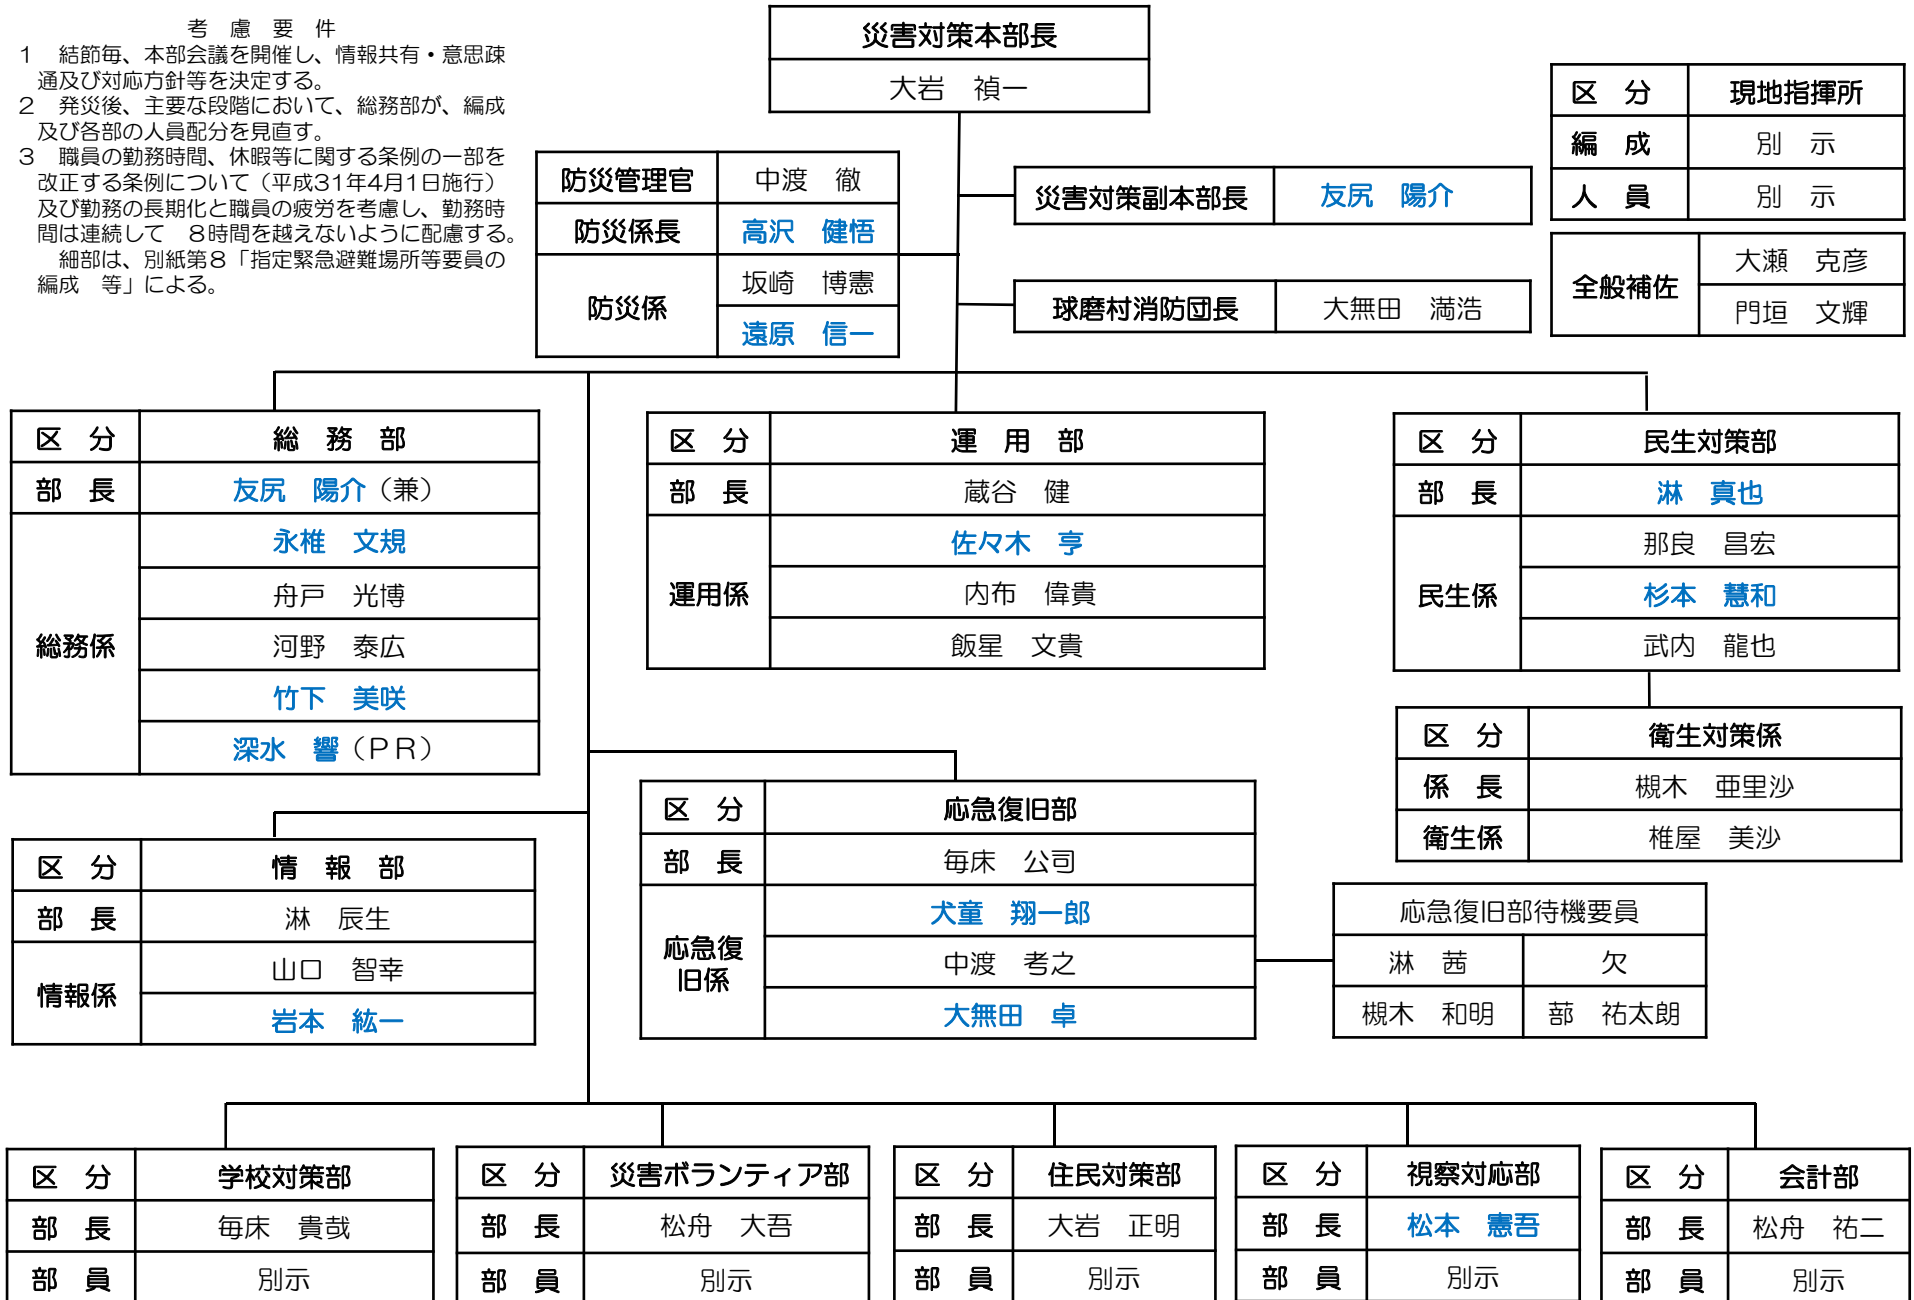 考　慮　要　件
１　結節毎、本部会議を開催し、情報共有・意思疎
通及び対応方針等を決定する。
２　発災後、主要な段階において、総務部が、編成
及び各部の人員配分を見直す。
３　職員の勤務時間、休暇等に関する条例の一部を
改正する条例について（平成31年4月1日施行）
及び勤務の長期化と職員の疲労を考慮し、勤務時
間は連続して　８時間を越えないように配慮する。
細部は、別紙第８「指定緊急避難場所等要員の
編成　等」による。
災害対策本部長
大岩　禎一
区　分　現地指揮所
編　成　別　示
人　員　別　示
全般補佐
大瀬　克彦
門垣　文輝
防災管理官　中渡　徹
防災係長　高沢　健悟
防災係
坂崎　博憲
遠原　信一
災害対策副本部長　友尻　陽介
球磨村消防団長　大無田　満浩
区　分　総　務　部
部　長　友尻　陽介（兼）
総務係
永椎　文規
舟戸　光博
河野　泰広
竹下　美咲
深水　響（ＰＲ）
区　分　運　用　部
部　長　蔵谷　健
運用係
佐々木　亨
内布　偉貴
飯星　文貴
区　分　民生対策部
部　長　淋　真也
民生係
那良　昌宏
杉本　慧和
武内　龍也
区　分　衛生対策係
係　長　槻木　亜里沙
衛生係　椎屋　美沙
区　分　情　報　部
部　長　淋　辰生
情報係
山口　智幸
岩本　紘一
区　分　応急復旧部
部　長　毎床　公司
応急復
旧係
犬童　翔一郎
中渡　考之
大無田　卓
応急復旧部待機要員
淋　茜　欠
槻木　和明　蔀　祐太朗
区　分　学校対策部
部　長　毎床　貴哉
部　員　別示
区　分　災害ボランティア部
部　長　松舟　大吾
部　員　別示
区　分　住民対策部
部　長　大岩　正明
部　員　別示
区　分　視察対応部
部　長　松本　憲吾
部　員　別示
区　分　会計部
部　長　松舟　祐二
部　員　別示